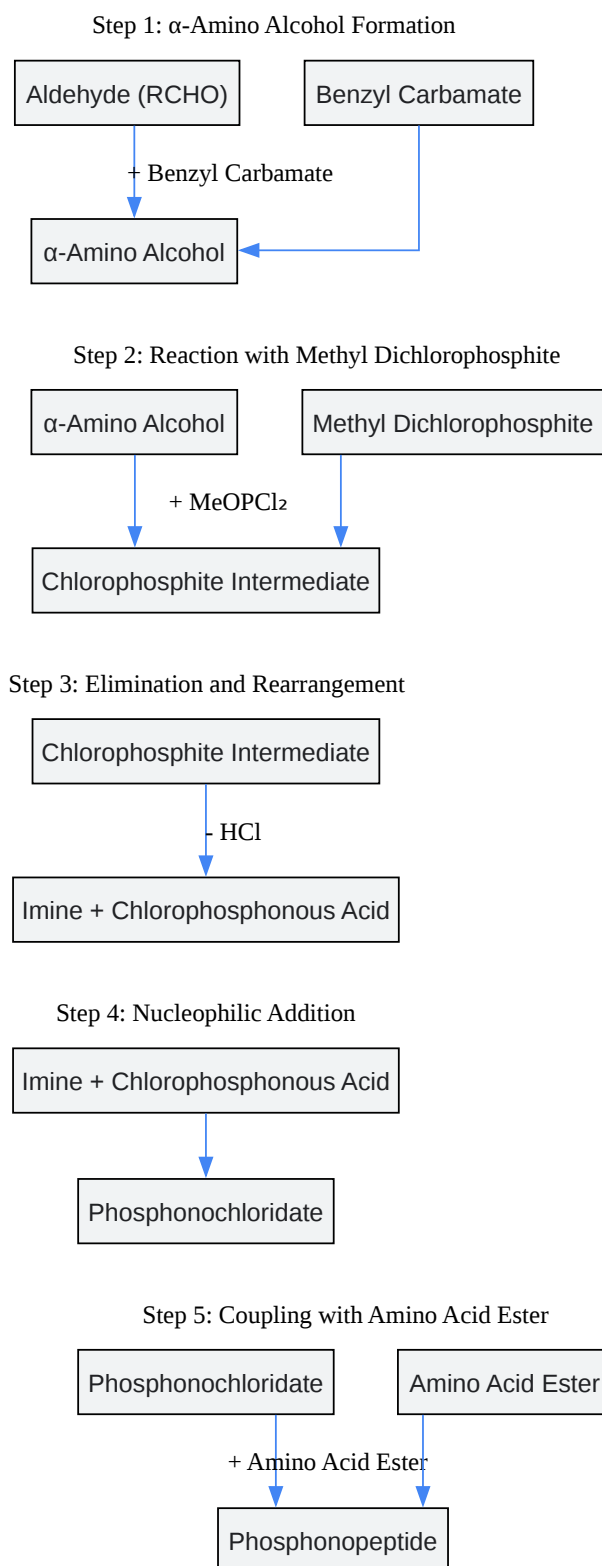 Step 1: α-Amino Alcohol Formation
Aldehyde (RCHO)
Benzyl Carbamate
+ Benzyl Carbamate
α-Amino Alcohol
Step 2: Reaction with Methyl Dichlorophosphite
α-Amino Alcohol
Methyl Dichlorophosphite
+ MeOPCl₂
Chlorophosphite Intermediate
Step 3: Elimination and Rearrangement
Chlorophosphite Intermediate
- HCl
Imine + Chlorophosphonous Acid
Step 4: Nucleophilic Addition
Imine + Chlorophosphonous Acid
Phosphonochloridate
Step 5: Coupling with Amino Acid Ester
Phosphonochloridate
Amino Acid Ester
+ Amino Acid Ester
Phosphonopeptide